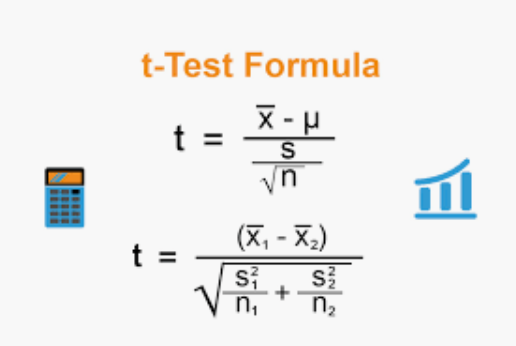 t-Test Formula
t = (x̅ - μ) / (s / √n)
t = (x̅₁ - x̅₂) / √(s₁²/n₁ + s₂²/n₂)